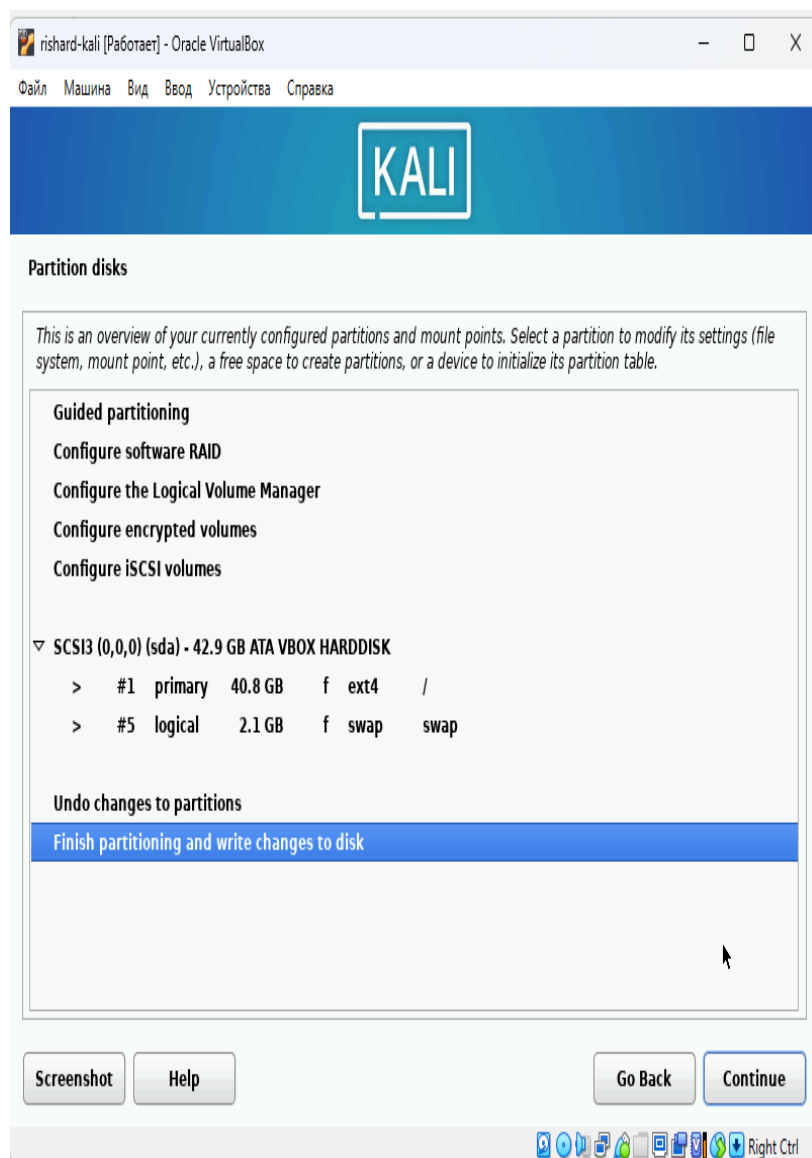 rishard-kali [Работает] - Oracle VirtualBox
Файл Машина Вид Ввод Устройства Справка
KALI
Partition disks
This is an overview of your currently configured partitions and mount points. Select a partition to modify its settings (file
system, mount point, etc.), a free space to create partitions, or a device to initialize its partition table.
Guided partitioning
Configure software RAID
Configure the Logical Volume Manager
Configure encrypted volumes
Configure iSCSI volumes
SCSI3 (0,0,0) (sda) - 42.9 GB ATA VBOX HARDDISK
> #1 primary 40.8 GB f ext4 /
> #5 logical 2.1 GB f swap swap
Undo changes to partitions
Finish partitioning and write changes to disk
Screenshot Help Go Back Continue
Right Ctrl